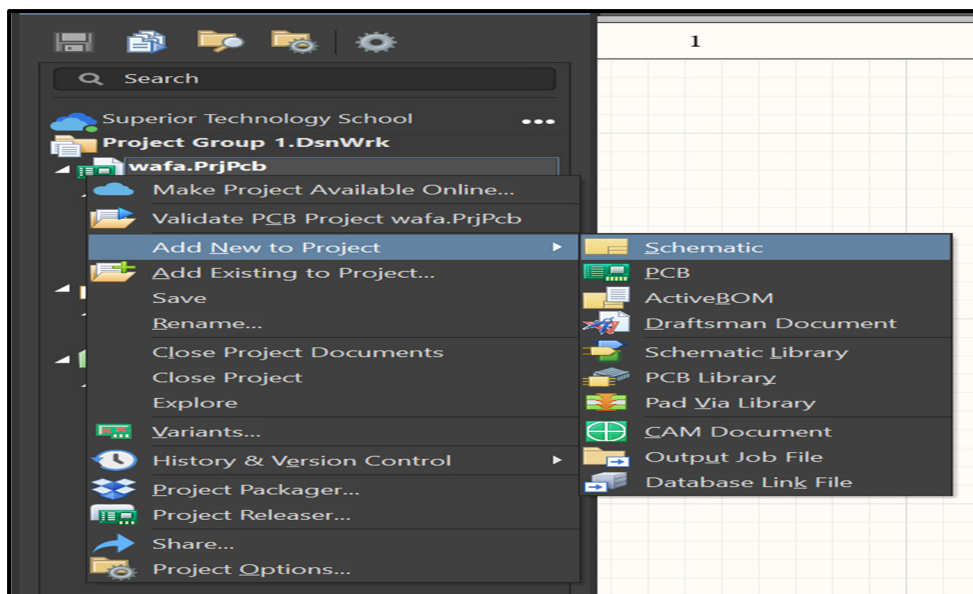 1
Search
Superior Technology School
Project Group 1.DsnWrk
wafa.PrjPcb
Make Project Available Online...
Validate PCB Project wafa.PrjPcb
Add New to Project
Add Existing to Project...
Save
Rename...
Close Project Documents
Close Project
Explore
Variants...
History & Version Control
Project Packager...
Project Releaser...
Share...
Project Options...
Schematic
PCB
ActiveBOM
Draftsman Document
Schematic Library
PCB Library
Pad Via Library
CAM Document
Output Job File
Database Link File